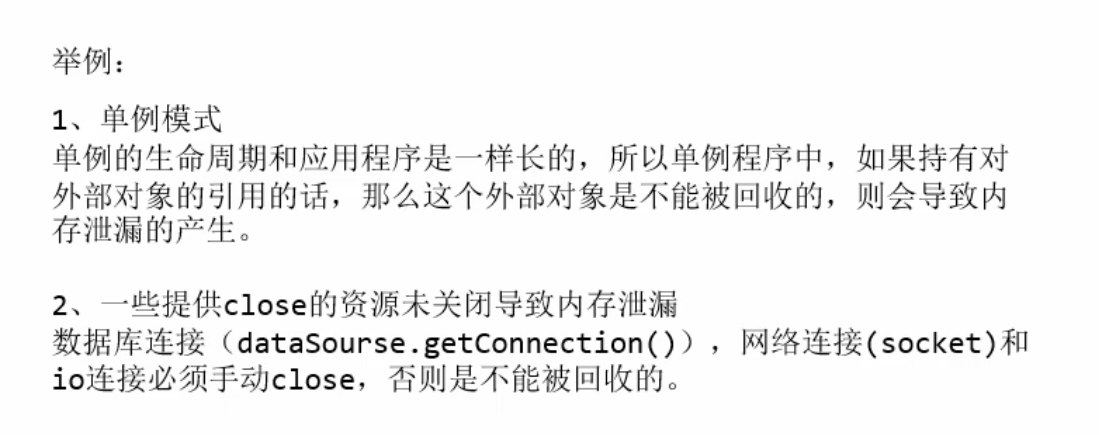 举例：
1、单例模式
单例的生命周期和应用程序是一样长的，所以单例程序中，如果持有对
外部对象的引用的话，那么这个外部对象是不能被回收的，则会导致内
存泄漏的产生。
2、一些提供close的资源未关闭导致内存泄漏
数据库连接（dataSourse.getConnection()），网络连接(socket)和
io连接必须手动close，否则是不能被回收的。